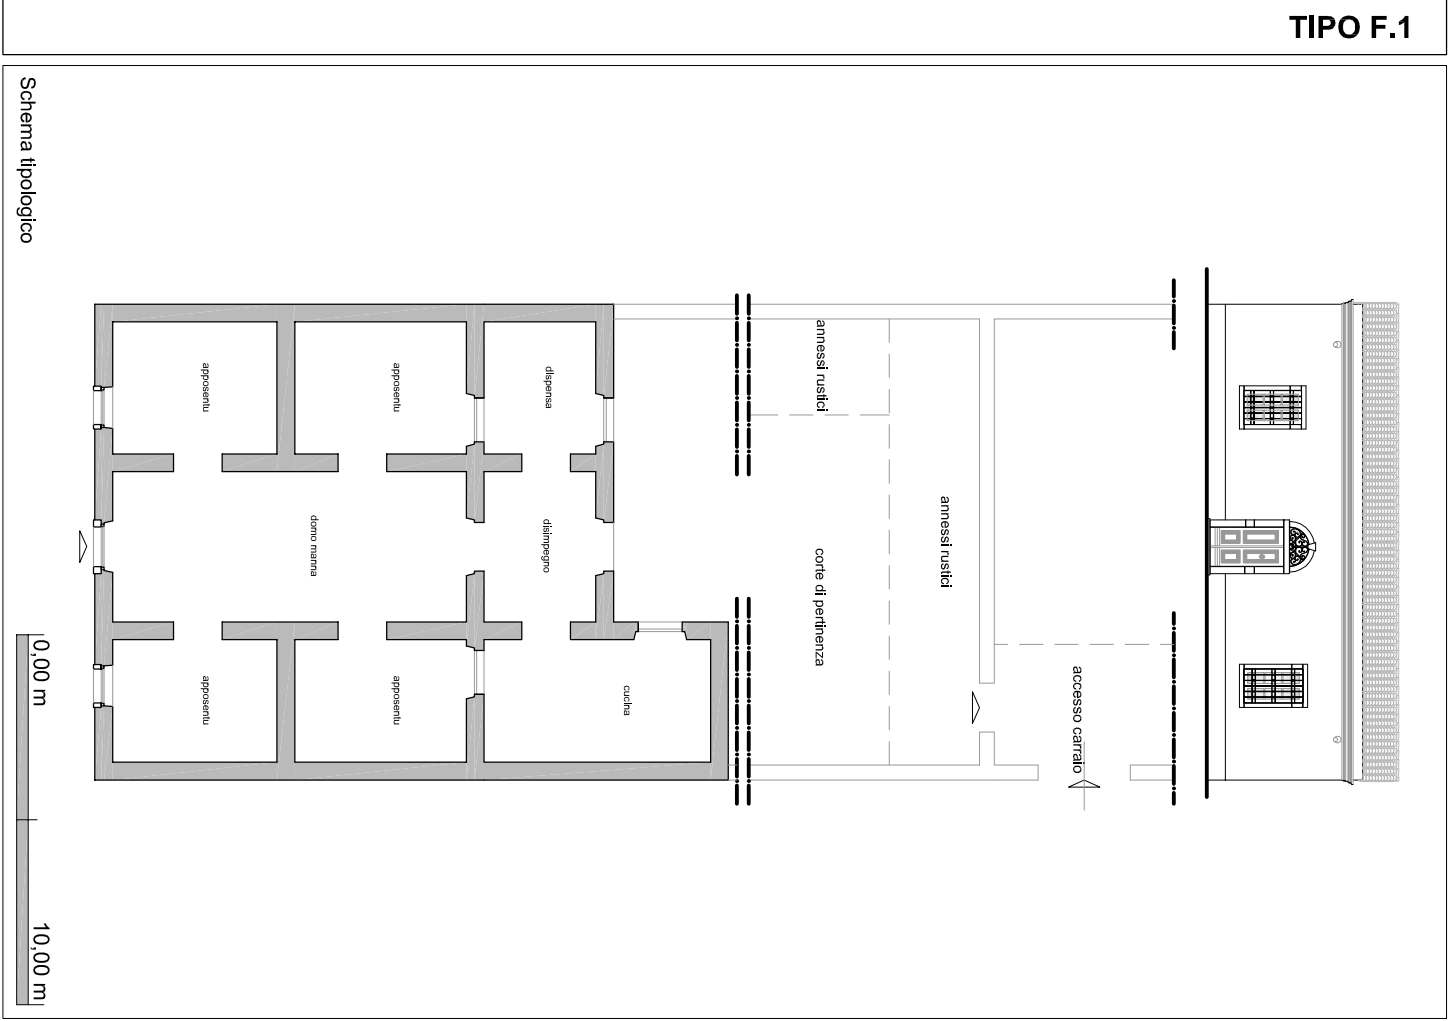 TIPO F.1
Schema tipologico
apposentu
apposentu
dispensa
domo manna
disimpegno
apposentu
apposentu
cucina
annessi rustici
annessi rustici
corte di pertinenza
accesso carraio
0,00 m
10,00 m